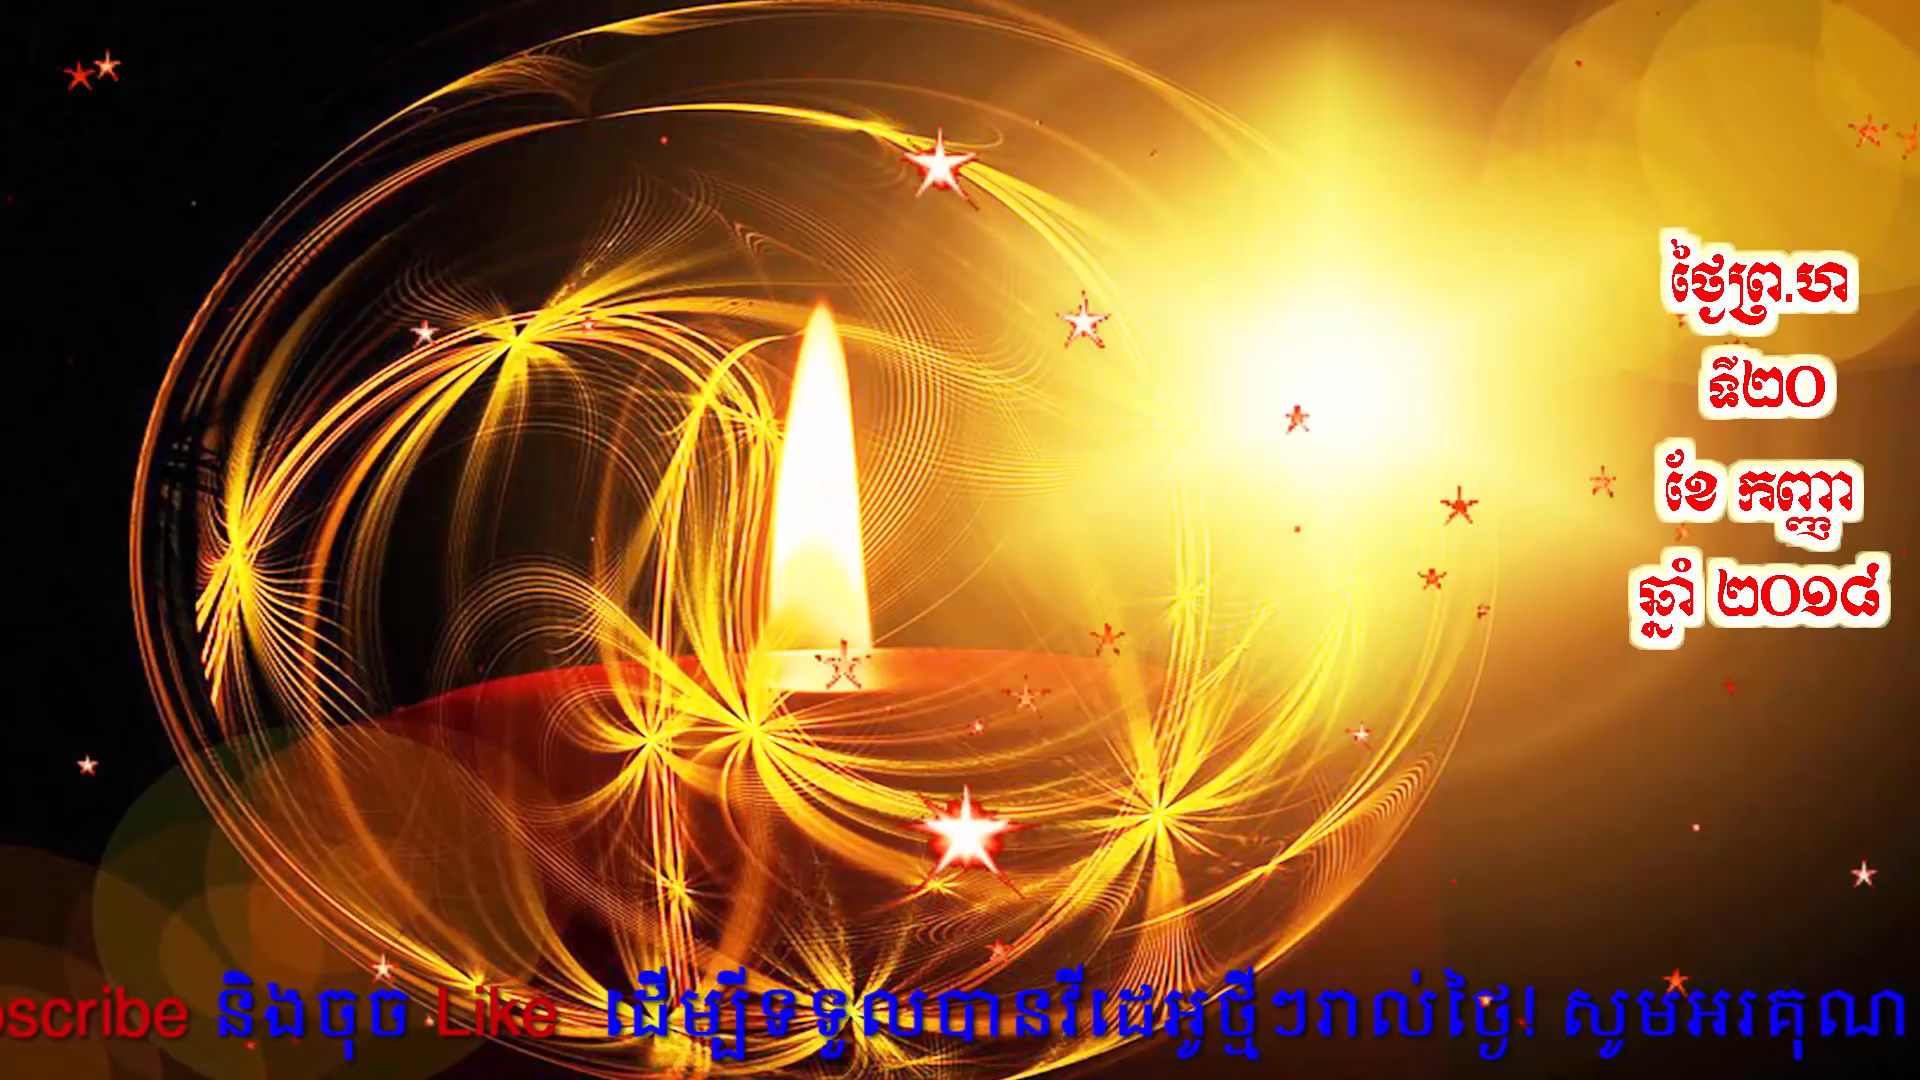 ថ្ងៃព្រ.ហ
ទី២០
ខែ កញ្ញា
ឆ្នាំ ២០១៨
bscribe និងចុច Like ដើម្បីទទួលបានវីដេអូថ្មីៗរាល់ថ្ងៃ! សូមអរគុណ